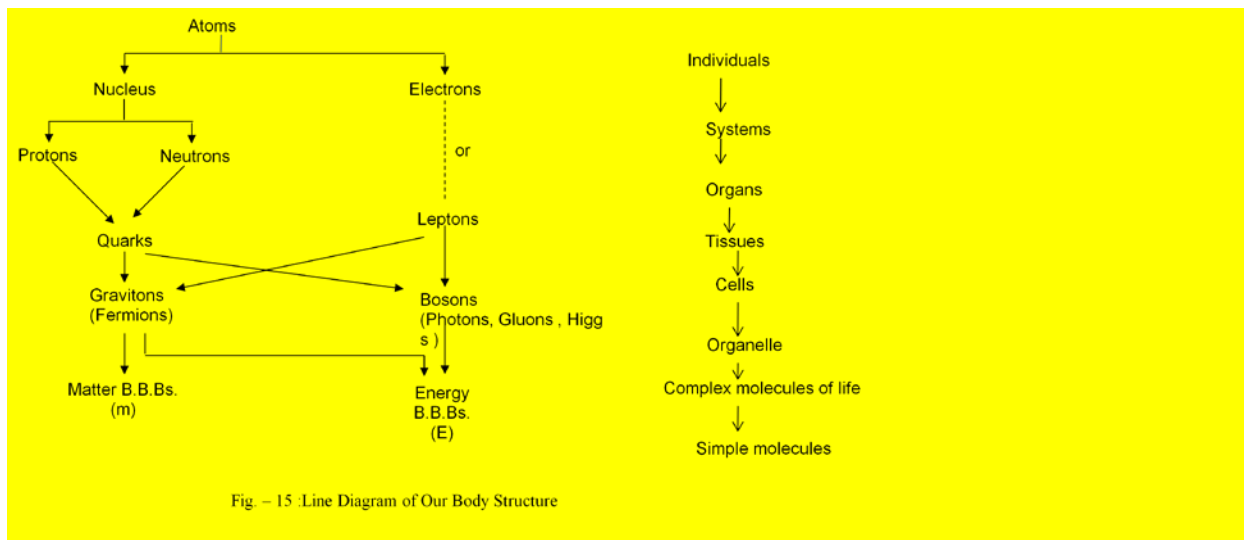 Atoms
Nucleus
Electrons
Protons
Neutrons
or
Leptons
Quarks
Gravitons
(Fermions)
Bosons
(Photons, Gluons , Higg
s )
Matter B.B.Bs.
(m)
Energy
B.B.Bs.
(E)
Individuals
Systems
Organs
Tissues
Cells
Organelle
Complex molecules of life
Simple molecules
Fig. – 15 :Line Diagram of Our Body Structure